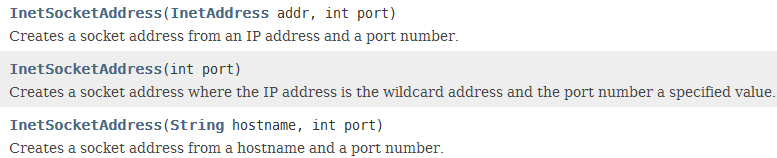 InetSocketAddress(InetAddress addr, int port)
Creates a socket address from an IP address and a port number.
InetSocketAddress(int port)
Creates a socket address where the IP address is the wildcard address and the port number a specified value.
InetSocketAddress(String hostname, int port)
Creates a socket address from a hostname and a port number.